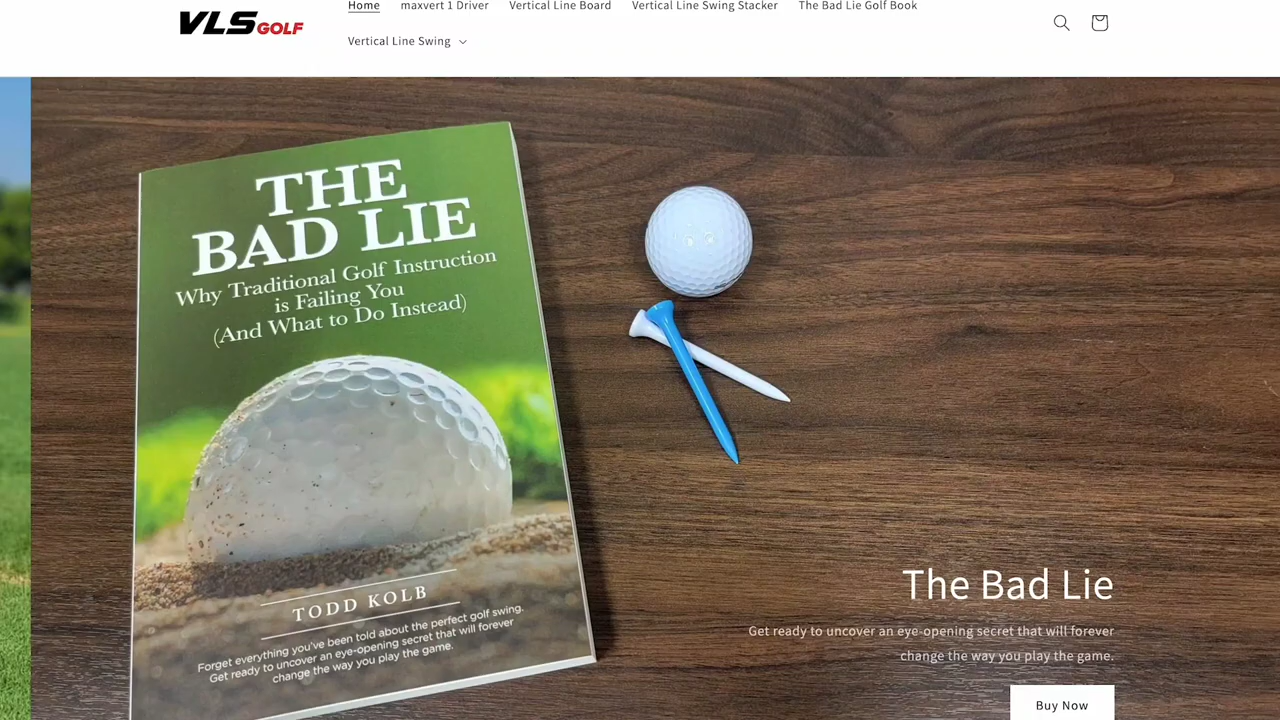 VLS GOLF
Home
maxvert 1 Driver
Vertical Line Board
Vertical Line Swing Stacker
The Bad Lie Golf Book
Vertical Line Swing
THE
BAD LIE
Why Traditional Golf Instruction
is Failing You
(And What to Do Instead)
TODD KOLB
Forget everything you've been told about the perfect golf swing.
Get ready to uncover an eye-opening secret that will forever
change the way you play the game.
The Bad Lie
Get ready to uncover an eye-opening secret that will forever
change the way you play the game.
Buy Now